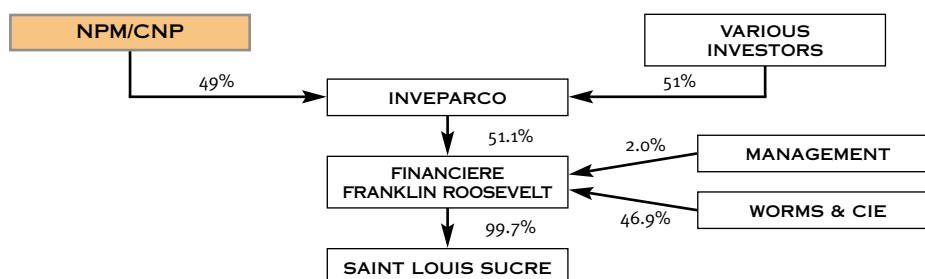 NPM/CNP
VARIOUS
INVESTORS
49%
51%
INVEPARCO
51.1%
2.0%
MANAGEMENT
FINANCIERE
FRANKLIN ROOSEVELT
WORMS & CIE
46.9%
99.7%
SAINT LOUIS SUCRE